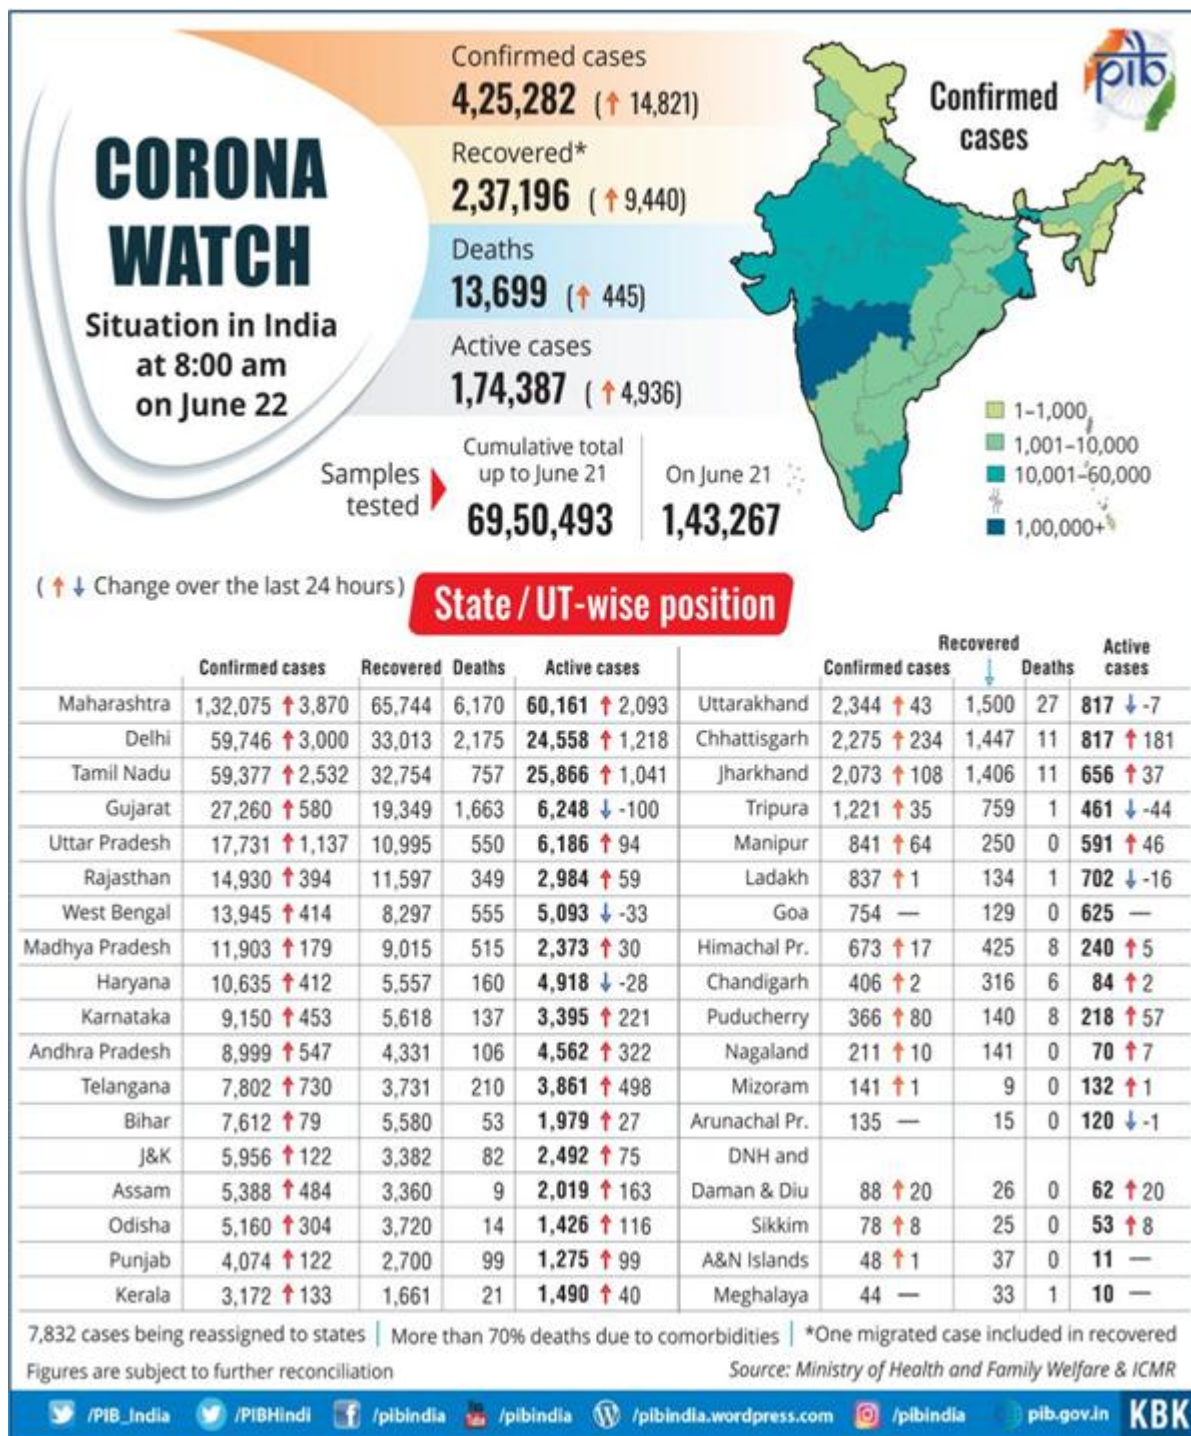 CORONA
WATCH
Situation in India
at 8:00 am
on June 22
Confirmed cases
4,25,282 (↑ 14,821)
Recovered*
2,37,196 (↑ 9,440)
Deaths
13,699 (↑ 445)
Active cases
1,74,387 (↑ 4,936)
Confirmed
cases
pib
1–1,000
1,001–10,000
10,001–60,000
1,00,000+
Samples
tested
Cumulative total
up to June 21
69,50,493
On June 21
1,43,267
(↑ ↓ Change over the last 24 hours)
State / UT-wise position
Confirmed cases Recovered Deaths Active cases
Maharashtra 1,32,075 ↑ 3,870 65,744 6,170 60,161 ↑ 2,093
Delhi 59,746 ↑ 3,000 33,013 2,175 24,558 ↑ 1,218
Tamil Nadu 59,377 ↑ 2,532 32,754 757 25,866 ↑ 1,041
Gujarat 27,260 ↑ 580 19,349 1,663 6,248 ↓ -100
Uttar Pradesh 17,731 ↑ 1,137 10,995 550 6,186 ↑ 94
Rajasthan 14,930 ↑ 394 11,597 349 2,984 ↑ 59
West Bengal 13,945 ↑ 414 8,297 555 5,093 ↓ -33
Madhya Pradesh 11,903 ↑ 179 9,015 515 2,373 ↑ 30
Haryana 10,635 ↑ 412 5,557 160 4,918 ↓ -28
Karnataka 9,150 ↑ 453 5,618 137 3,395 ↑ 221
Andhra Pradesh 8,999 ↑ 547 4,331 106 4,562 ↑ 322
Telangana 7,802 ↑ 730 3,731 210 3,861 ↑ 498
Bihar 7,612 ↑ 79 5,580 53 1,979 ↑ 27
J&K 5,956 ↑ 122 3,382 82 2,492 ↑ 75
Assam 5,388 ↑ 484 3,360 9 2,019 ↑ 163
Odisha 5,160 ↑ 304 3,720 14 1,426 ↑ 116
Punjab 4,074 ↑ 122 2,700 99 1,275 ↑ 99
Kerala 3,172 ↑ 133 1,661 21 1,490 ↑ 40
Recovered Active
Confirmed cases ↓ Deaths cases
Uttarakhand 2,344 ↑ 43 1,500 27 817 ↓ -7
Chhattisgarh 2,275 ↑ 234 1,447 11 817 ↑ 181
Jharkhand 2,073 ↑ 108 1,406 11 656 ↑ 37
Tripura 1,221 ↑ 35 759 1 461 ↓ -44
Manipur 841 ↑ 64 250 0 591 ↑ 46
Ladakh 837 ↑ 1 134 1 702 ↓ -16
Goa 754 — 129 0 625 —
Himachal Pr. 673 ↑ 17 425 8 240 ↑ 5
Chandigarh 406 ↑ 2 316 6 84 ↑ 2
Puducherry 366 ↑ 80 140 8 218 ↑ 57
Nagaland 211 ↑ 10 141 0 70 ↑ 7
Mizoram 141 ↑ 1 9 0 132 ↑ 1
Arunachal Pr. 135 — 15 0 120 ↓ -1
DNH and
Daman & Diu 88 ↑ 20 26 0 62 ↑ 20
Sikkim 78 ↑ 8 25 0 53 ↑ 8
A&N Islands 48 ↑ 1 37 0 11 —
Meghalaya 44 — 33 1 10 —
7,832 cases being reassigned to states | More than 70% deaths due to comorbidities | *One migrated case included in recovered
Figures are subject to further reconciliation
Source: Ministry of Health and Family Welfare & ICMR
/PIB_India /PIBHindi /pibindia /pibindia /pibindia.wordpress.com /pibindia pib.gov.in KBK